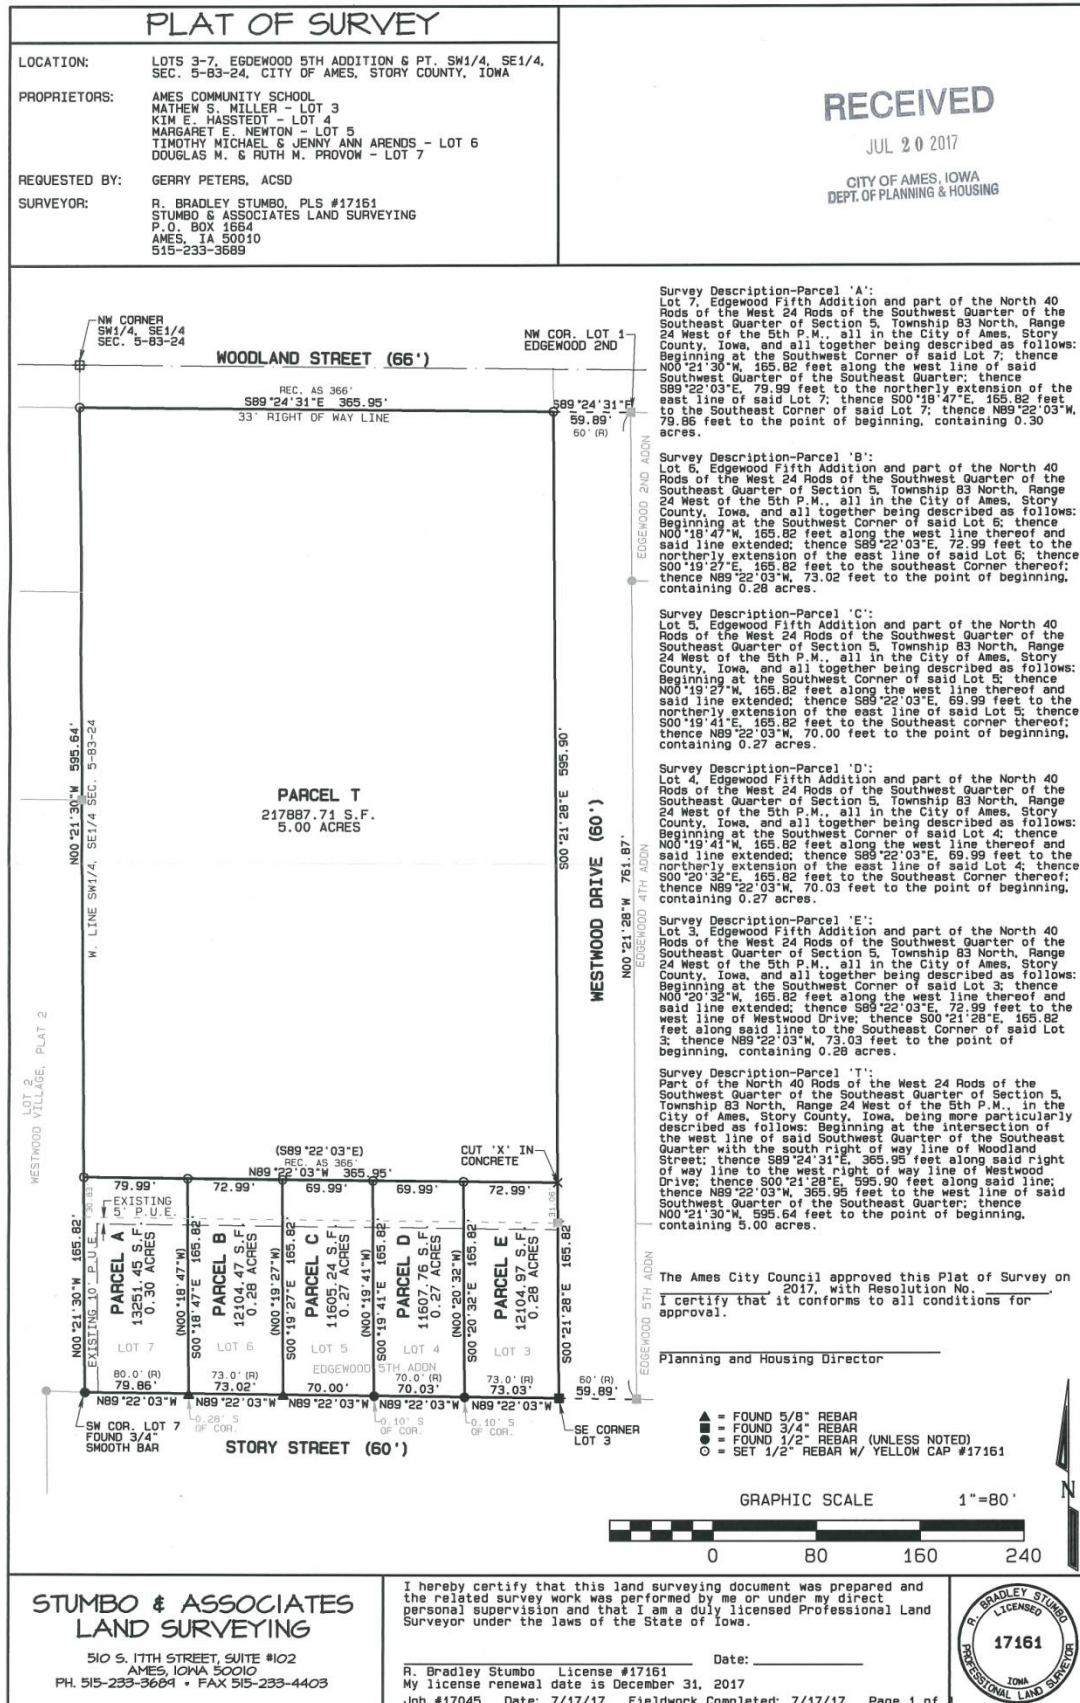 PLAT OF SURVEY
LOCATION: LOTS 3-7, EGDEWOOD 5TH ADDITION & PT. SW1/4, SE1/4,
SEC. 5-83-24, CITY OF AMES, STORY COUNTY, IOWA
PROPRIETORS: AMES COMMUNITY SCHOOL
MATHEW S. MILLER - LOT 3
KIM E. HASSTEDT - LOT 4
MARGARET E. NEWTON - LOT 5
TIMOTHY MICHAEL & JENNY ANN ARENDS - LOT 6
DOUGLAS M. & RUTH M. PROVOW - LOT 7
REQUESTED BY: GERRY PETERS, ACSD
SURVEYOR: R. BRADLEY STUMBO, PLS #17161
STUMBO & ASSOCIATES LAND SURVEYING
P.O. BOX 1664
AMES, IA 50010
515-233-3689
RECEIVED
JUL 20 2017
CITY OF AMES, IOWA
DEPT. OF PLANNING & HOUSING
NW CORNER
SW1/4, SE1/4
SEC. 5-83-24
NW COR. LOT 1
EDGEWOOD 2ND
WOODLAND STREET (66')
REC. AS 366'
S89°24'31"E 365.95'
33' RIGHT OF WAY LINE
S89°24'31"E
59.89'
60'(R)
EDGEWOOD 2ND ADDN
N00°21'30"W 595.64'
W. LINE SW1/4, SE1/4 SEC. 5-83-24
PARCEL T
217887.71 S.F.
5.00 ACRES
S00°21'28"E 595.90'
WESTWOOD DRIVE (60')
N00°21'28"W 761.87'
EDGEWOOD 4TH ADDN
LOT 2
WESTWOOD VILLAGE, PLAT 2
(S89°22'03"E)
REC. AS 366'
N89°22'03"W 365.95'
CUT 'X' IN
CONCRETE
79.99' 72.99' 69.99' 69.99' 72.99'
30.83
EXISTING
5' P.U.E.
31.06
N00°21'30"W 165.82'
EXISTING 10' P.U.E.
PARCEL A
13251.45 S.F.
0.30 ACRES
(N00°18'47"W)
S00°18'47"E 165.82'
PARCEL B
12104.47 S.F.
0.28 ACRES
(N00°19'27"W)
S00°19'27"E 165.82'
PARCEL C
11605.24 S.F.
0.27 ACRES
(N00°19'41"W)
S00°19'41"E 165.82'
PARCEL D
11607.76 S.F.
0.27 ACRES
(N00°20'32"W)
S00°20'32"E 165.82'
PARCEL E
12104.97 S.F.
0.28 ACRES
S00°21'28"E 165.82'
EDGEWOOD 5TH ADDN
LOT 7 LOT 6 LOT 5 LOT 4 LOT 3
EDGEWOOD 5TH ADDN
80.0'(R) 73.0'(R) 70.0'(R) 73.0'(R) 60'(R)
79.86' 73.02' 70.00' 70.03' 73.03' 59.89'
N89°22'03"W N89°22'03"W N89°22'03"W N89°22'03"W N89°22'03"W
SW COR. LOT 7
FOUND 3/4"
SMOOTH BAR
0.28' S
OF COR.
0.10' S
OF COR.
0.10' S
OF COR.
SE CORNER
LOT 3
STORY STREET (60')
Survey Description-Parcel 'A':
Lot 7, Edgewood Fifth Addition and part of the North 40
Rods of the West 24 Rods of the Southwest Quarter of the
Southeast Quarter of Section 5, Township 83 North, Range
24 West of the 5th P.M., all in the City of Ames, Story
County, Iowa, and all together being described as follows:
Beginning at the Southwest Corner of said Lot 7; thence
N00°21'30"W, 165.82 feet along the west line of said
Southwest Quarter of the Southeast Quarter; thence
S89°22'03"E, 79.99 feet to the northerly extension of the
east line of said Lot 7; thence S00°18'47"E, 165.82 feet
to the Southeast Corner of said Lot 7; thence N89°22'03"W,
79.86 feet to the point of beginning, containing 0.30
acres.
Survey Description-Parcel 'B':
Lot 6, Edgewood Fifth Addition and part of the North 40
Rods of the West 24 Rods of the Southwest Quarter of the
Southeast Quarter of Section 5, Township 83 North, Range
24 West of the 5th P.M., all in the City of Ames, Story
County, Iowa, and all together being described as follows:
Beginning at the Southwest Corner of said Lot 6; thence
N00°18'47"W, 165.82 feet along the west line thereof and
said line extended; thence S89°22'03"E, 72.99 feet to the
northerly extension of the east line of said Lot 6; thence
S00°19'27"E, 165.82 feet to the southeast Corner thereof;
thence N89°22'03"W, 73.02 feet to the point of beginning,
containing 0.28 acres.
Survey Description-Parcel 'C':
Lot 5, Edgewood Fifth Addition and part of the North 40
Rods of the West 24 Rods of the Southwest Quarter of the
Southeast Quarter of Section 5, Township 83 North, Range
24 West of the 5th P.M., all in the City of Ames, Story
County, Iowa, and all together being described as follows:
Beginning at the Southwest Corner of said Lot 5; thence
N00°19'27"W, 165.82 feet along the west line thereof and
said line extended; thence S89°22'03"E, 69.99 feet to the
northerly extension of the east line of said Lot 5; thence
S00°19'41"E, 165.82 feet to the Southeast corner thereof;
thence N89°22'03"W, 70.00 feet to the point of beginning,
containing 0.27 acres.
Survey Description-Parcel 'D':
Lot 4, Edgewood Fifth Addition and part of the North 40
Rods of the West 24 Rods of the Southwest Quarter of the
Southeast Quarter of Section 5, Township 83 North, Range
24 West of the 5th P.M., all in the City of Ames, Story
County, Iowa, and all together being described as follows:
Beginning at the Southwest Corner of said Lot 4; thence
N00°19'41"W, 165.82 feet along the west line thereof and
said line extended; thence S89°22'03"E, 69.99 feet to the
northerly extension of the east line of said Lot 4; thence
S00°20'32"E, 165.82 feet to the Southeast Corner thereof;
thence N89°22'03"W, 70.03 feet to the point of beginning,
containing 0.27 acres.
Survey Description-Parcel 'E':
Lot 3, Edgewood Fifth Addition and part of the North 40
Rods of the West 24 Rods of the Southwest Quarter of the
Southeast Quarter of Section 5, Township 83 North, Range
24 West of the 5th P.M., all in the City of Ames, Story
County, Iowa, and all together being described as follows:
Beginning at the Southwest Corner of said Lot 3; thence
N00°20'32"W, 165.82 feet along the west line thereof and
said line extended; thence S89°22'03"E, 72.99 feet to the
west line of Westwood Drive; thence S00°21'28"E, 165.82
feet along said line to the Southeast Corner of said Lot
3; thence N89°22'03"W, 73.03 feet to the point of
beginning, containing 0.28 acres.
Survey Description-Parcel 'T':
Part of the North 40 Rods of the West 24 Rods of the
Southwest Quarter of the Southeast Quarter of Section 5,
Township 83 North, Range 24 West of the 5th P.M., in the
City of Ames, Story County, Iowa, being more particularly
described as follows: Beginning at the intersection of
the west line of said Southwest Quarter of the Southeast
Quarter with the south right of way line of Woodland
Street; thence S89°24'31"E, 365.95 feet along said right
of way line to the west right of way line of Westwood
Drive; thence S00°21'28"E, 595.90 feet along said line;
thence N89°22'03"W, 365.95 feet to the west line of said
Southwest Quarter of the Southeast Quarter; thence
N00°21'30"W, 595.64 feet to the point of beginning,
containing 5.00 acres.
The Ames City Council approved this Plat of Survey on
____________, 2017, with Resolution No. ________.
I certify that it conforms to all conditions for
approval.
Planning and Housing Director
▲ = FOUND 5/8" REBAR
■ = FOUND 3/4" REBAR
● = FOUND 1/2" REBAR (UNLESS NOTED)
○ = SET 1/2" REBAR W/ YELLOW CAP #17161
N
GRAPHIC SCALE 1"=80'
0 80 160 240
STUMBO & ASSOCIATES
LAND SURVEYING
510 S. 17TH STREET, SUITE #102
AMES, IOWA 50010
PH. 515-233-3689 • FAX 515-233-4403
I hereby certify that this land surveying document was prepared and
the related survey work was performed by me or under my direct
personal supervision and that I am a duly licensed Professional Land
Surveyor under the laws of the State of Iowa.
Date:
R. Bradley Stumbo License #17161
My license renewal date is December 31, 2017
Job #17045 Date: 7/17/17 Fieldwork Completed: 7/17/17 Page 1 of
R. BRADLEY STUMBO
LICENSED
17161
IOWA
PROFESSIONAL LAND SURVEYOR